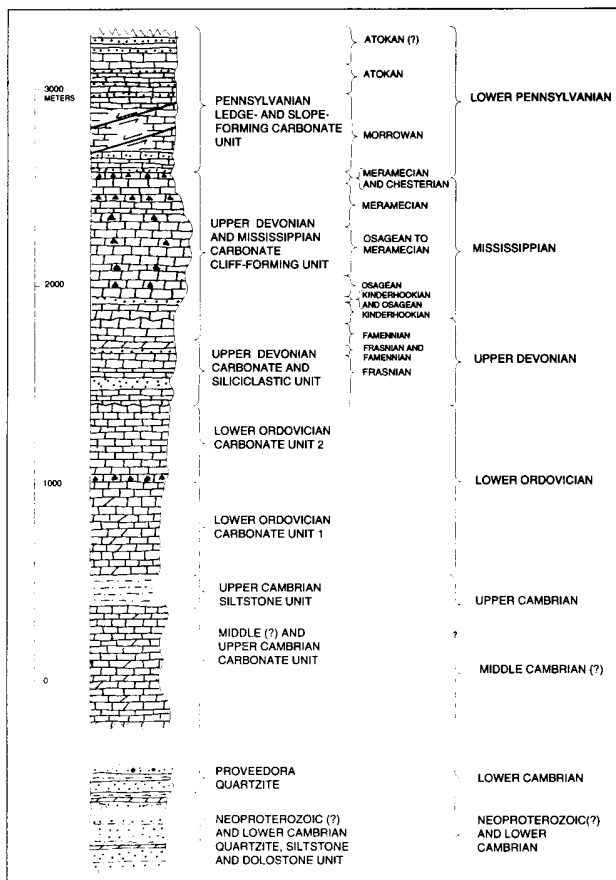 3000
METERS
2000
1000
0
PENNSYLVANIAN
LEDGE- AND SLOPE-
FORMING CARBONATE
UNIT
UPPER DEVONIAN
AND MISSISSIPPIAN
CARBONATE
CLIFF-FORMING UNIT
UPPER DEVONIAN
CARBONATE AND
SILICICLASTIC UNIT
LOWER ORDOVICIAN
CARBONATE UNIT 2
LOWER ORDOVICIAN
CARBONATE UNIT 1
UPPER CAMBRIAN
SILTSTONE UNIT
MIDDLE (?) AND
UPPER CAMBRIAN
CARBONATE UNIT
PROVEEDORA
QUARTZITE
NEOPROTEROZOIC (?)
AND LOWER CAMBRIAN
QUARTZITE, SILTSTONE
AND DOLOSTONE UNIT
ATOKAN (?)
ATOKAN
MORROWAN
MERAMECIAN
AND CHESTERIAN
MERAMECIAN
OSAGEAN TO
MERAMECIAN
OSAGEAN
KINDERHOOKIAN
AND OSAGEAN
KINDERHOOKIAN
FAMENNIAN
FRASNIAN AND
FAMENNIAN
FRASNIAN
?
LOWER PENNSYLVANIAN
MISSISSIPPIAN
UPPER DEVONIAN
LOWER ORDOVICIAN
UPPER CAMBRIAN
MIDDLE CAMBRIAN (?)
LOWER CAMBRIAN
NEOPROTEROZOIC(?)
AND LOWER
CAMBRIAN